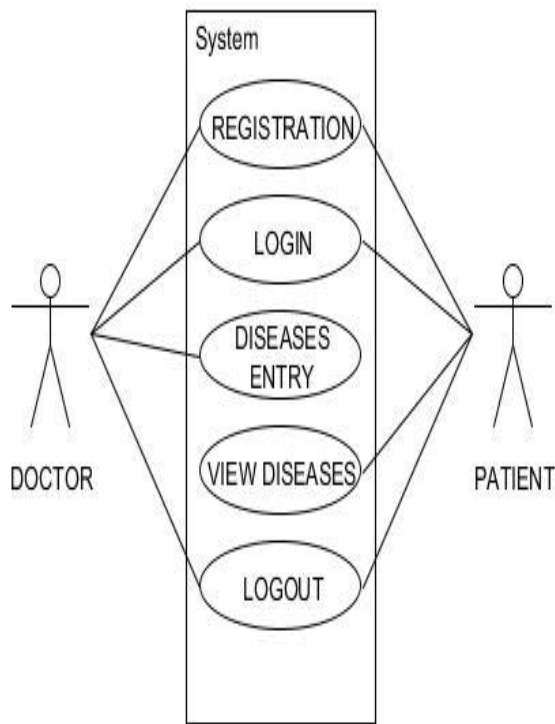 System
REGISTRATION
LOGIN
DISEASES
ENTRY
VIEW DISEASES
DOCTOR
PATIENT
LOGOUT